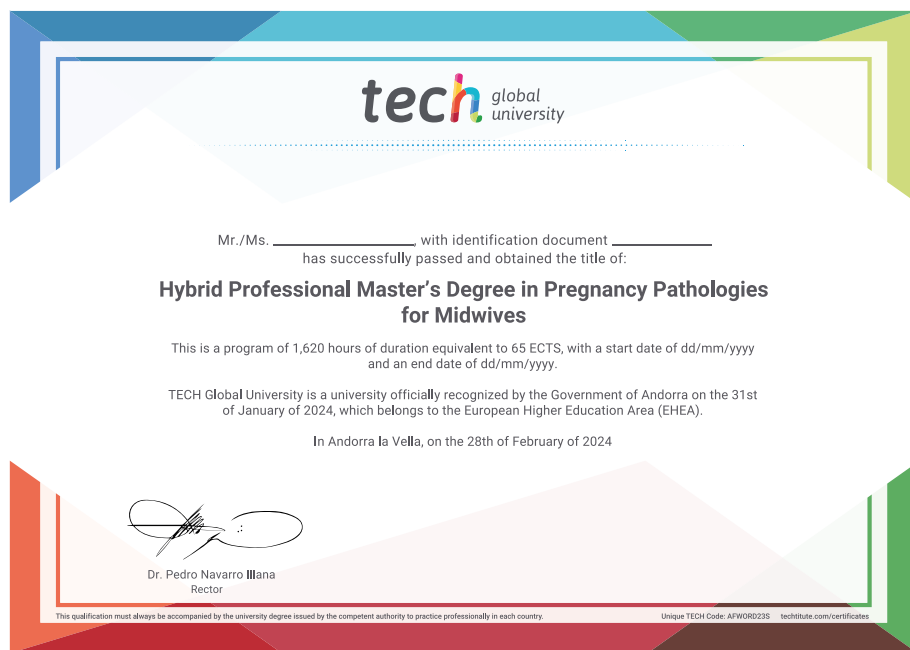 tech global
university
Mr./Ms. ____________________, with identification document ______________
has successfully passed and obtained the title of:
Hybrid Professional Master’s Degree in Pregnancy Pathologies
for Midwives
This is a program of 1,620 hours of duration equivalent to 65 ECTS, with a start date of dd/mm/yyyy
and an end date of dd/mm/yyyy.
TECH Global University is a university officially recognized by the Government of Andorra on the 31st
of January of 2024, which belongs to the European Higher Education Area (EHEA).
In Andorra la Vella, on the 28th of February of 2024
Dr. Pedro Navarro Illana
Rector
This qualification must always be accompanied by the university degree issued by the competent authority to practice professionally in each country.
Unique TECH Code: AFWORD23S techtitute.com/certificates